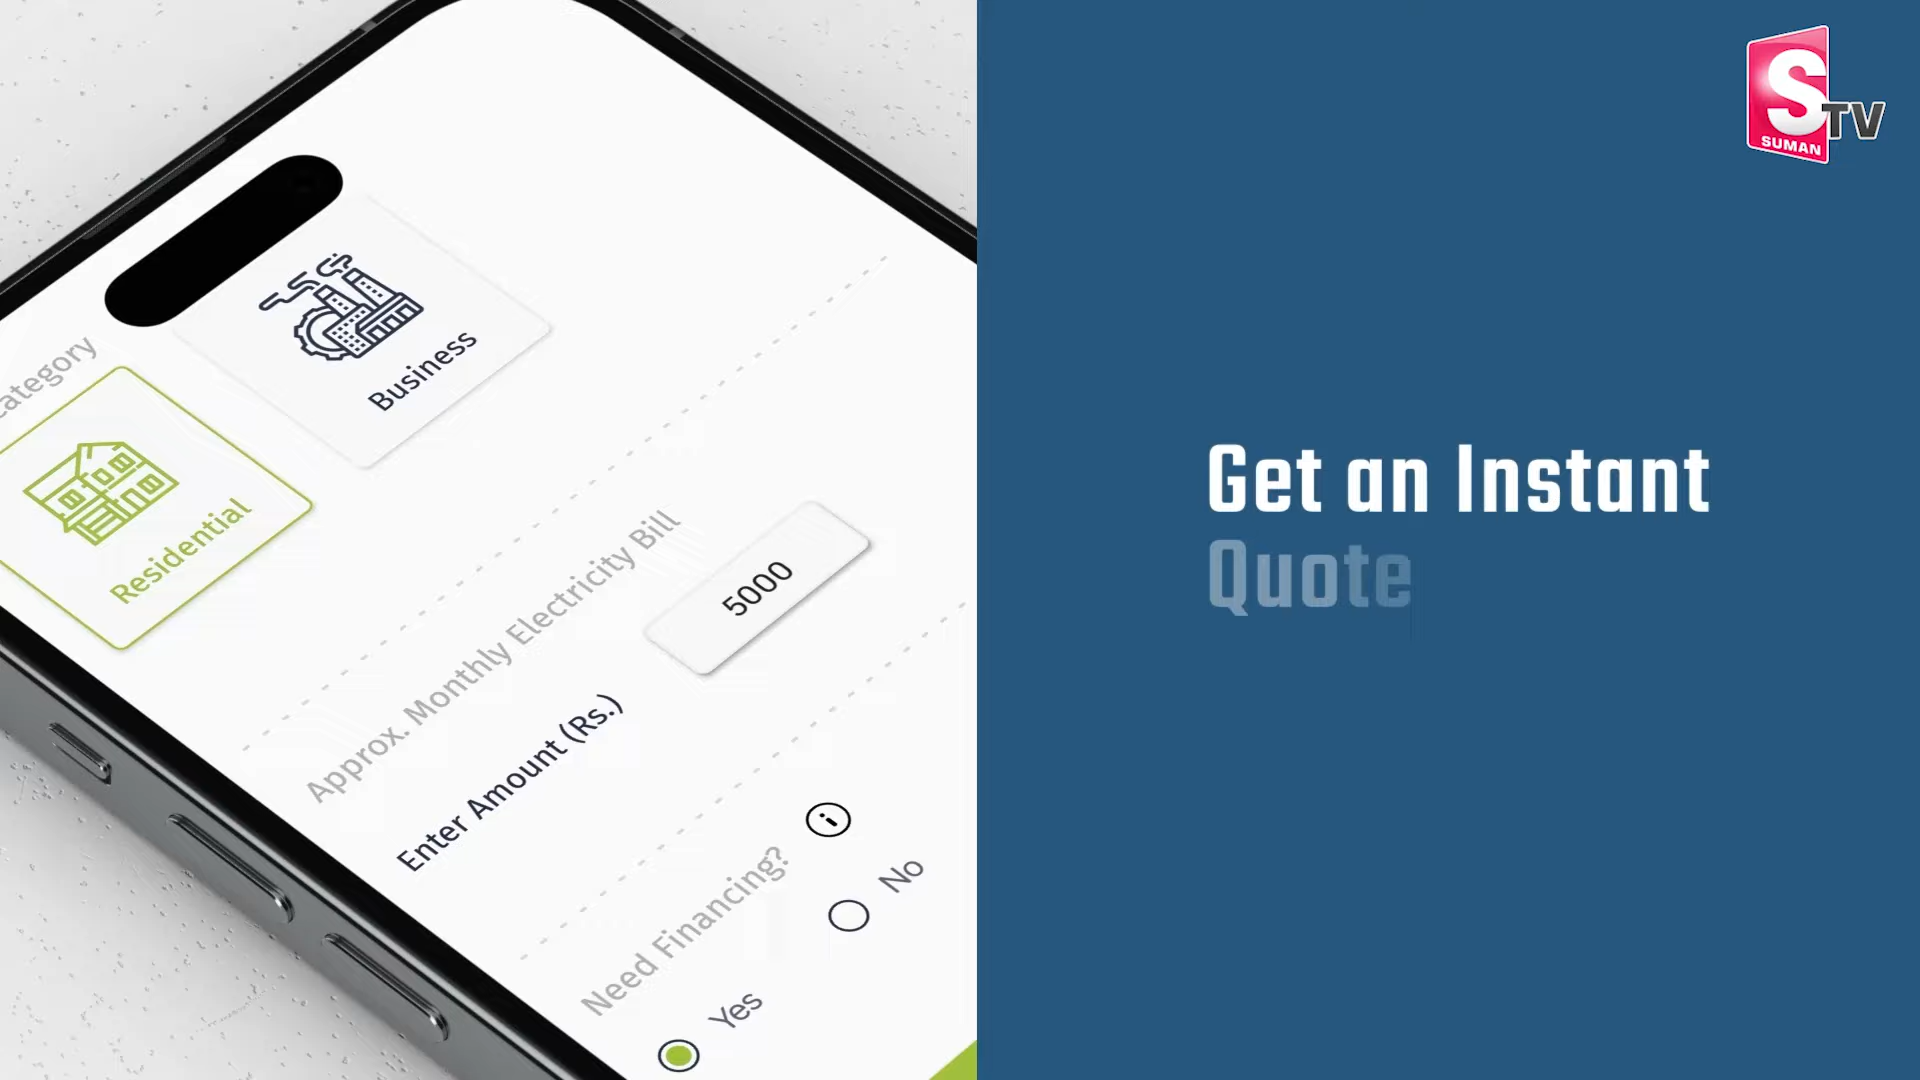 Category
Residential
Business
Approx. Monthly Electricity Bill
Enter Amount (Rs.)
5000
Need Financing?
Yes
No
Get an Instant
Quote
S
TV
SUMAN